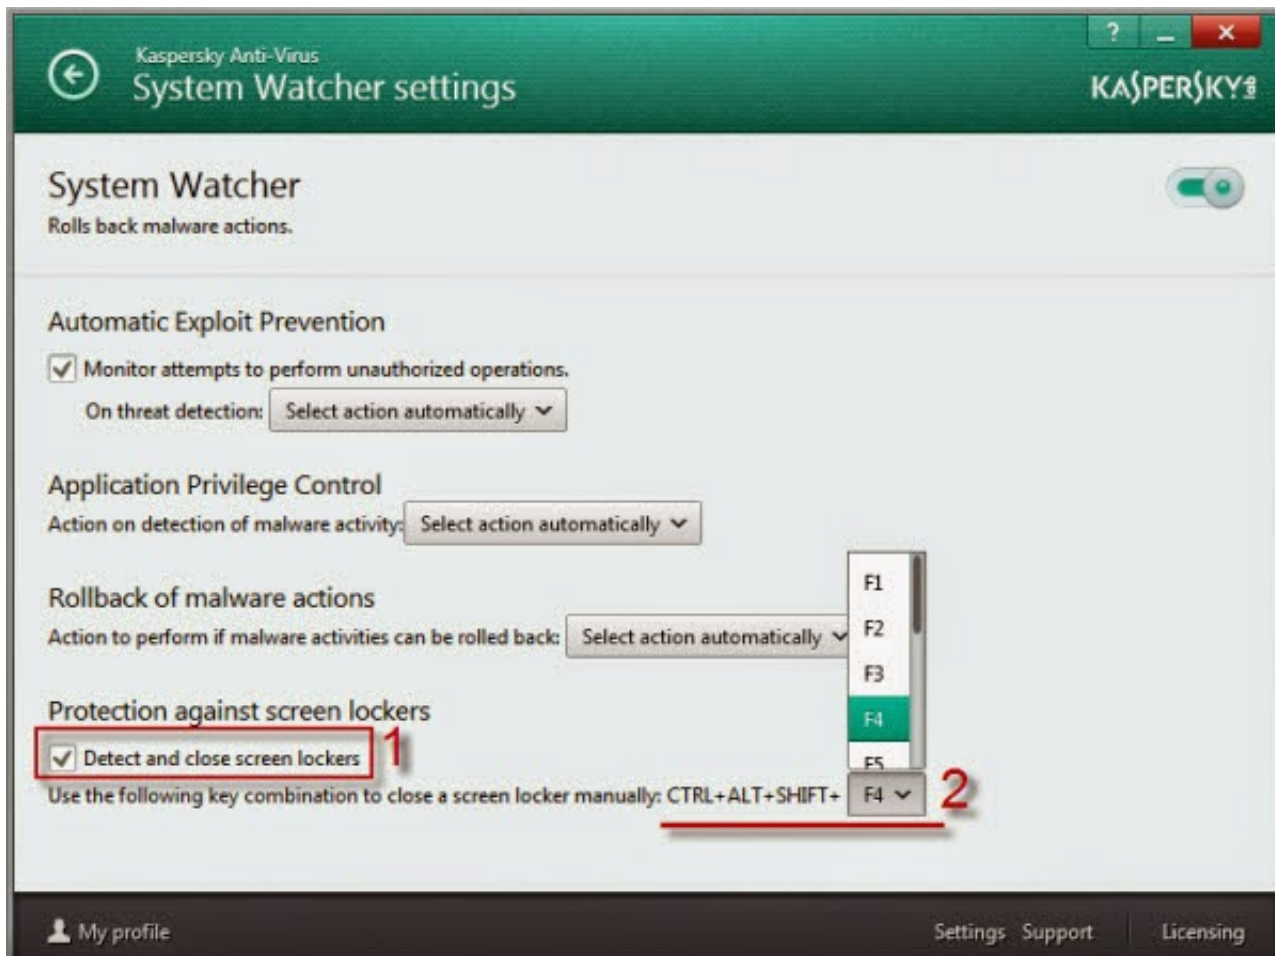 Kaspersky Anti-Virus
System Watcher settings
?
KASPERSKY lab
System Watcher
Rolls back malware actions.
Automatic Exploit Prevention
Monitor attempts to perform unauthorized operations.
On threat detection: Select action automatically
Application Privilege Control
Action on detection of malware activity: Select action automatically
Rollback of malware actions
Action to perform if malware activities can be rolled back: Select action automatically
F1
F2
F3
F4
F5
Protection against screen lockers
Detect and close screen lockers 1
Use the following key combination to close a screen locker manually: CTRL+ALT+SHIFT+ F4 2
My profile
Settings Support Licensing